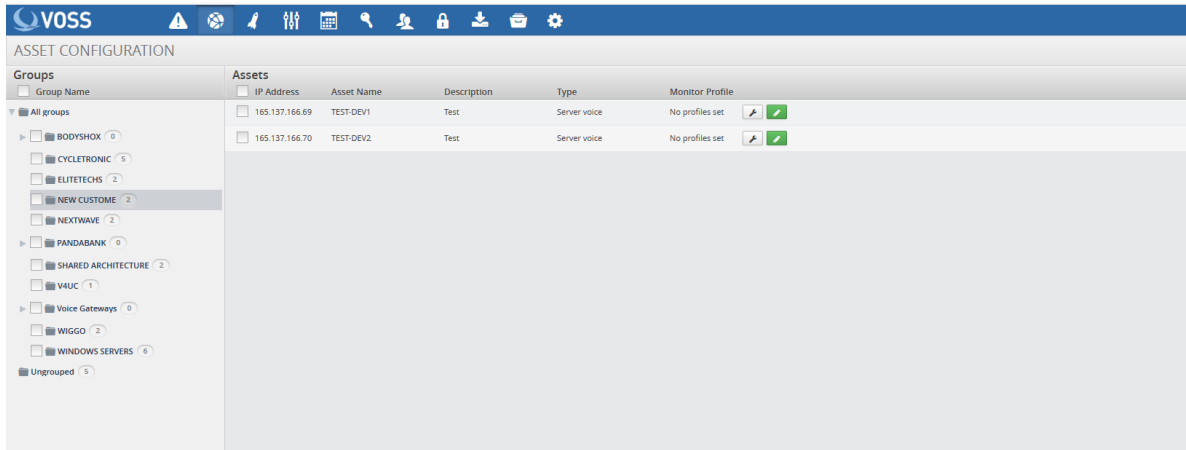 VOSS
ASSET CONFIGURATION
Groups
Group Name
All groups
BODYSHOX 0
CYCLETRONIC 5
ELITETECHS 2
NEW CUSTOME 2
NEXTWAVE 2
PANDABANK 0
SHARED ARCHITECTURE 2
V4UC 1
Voice Gateways 0
WIGGO 2
WINDOWS SERVERS 6
Ungrouped 5
Assets
IP Address Asset Name Description Type Monitor Profile
165.137.166.69 TEST-DEV1 Test Server voice No profiles set
165.137.166.70 TEST-DEV2 Test Server voice No profiles set